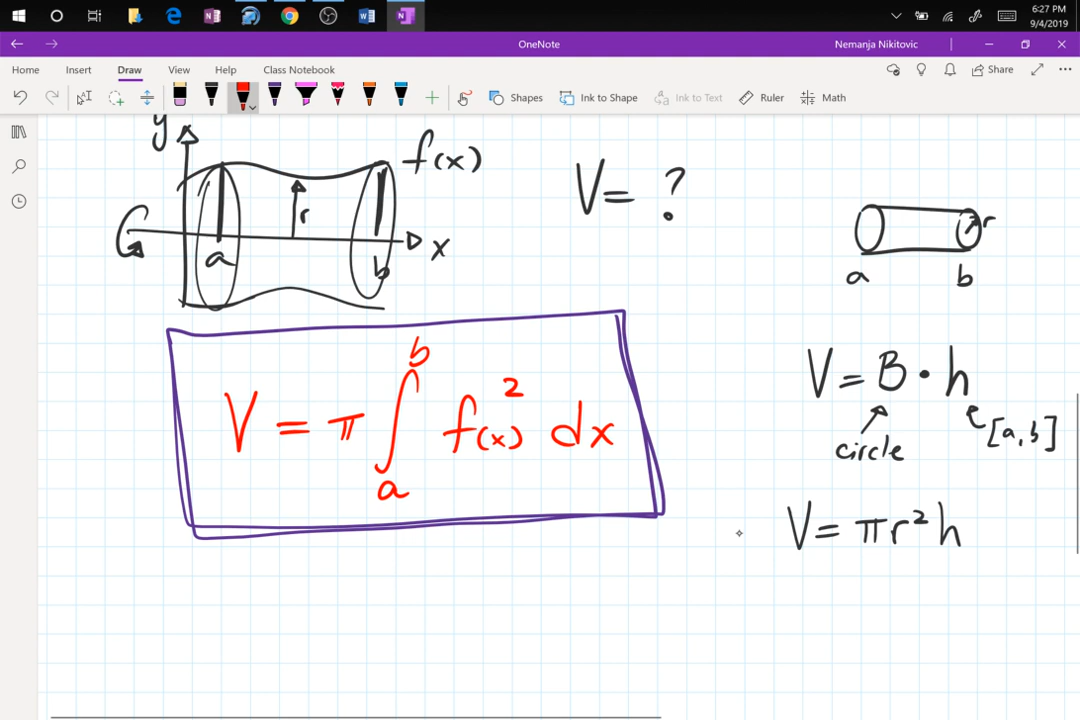 6:27 PM
9/4/2019
OneNote
Nemanja Nikitovic
Home Insert Draw View Help Class Notebook
Share
Shapes
Ink to Shape
Ink to Text
Ruler
Math
y
f(x)
r
a
b
x
V = ?
r
a b
V = π ∫ₐᵇ f(x)² dx
V = B · h
circle
[a, b]
V = πr²h